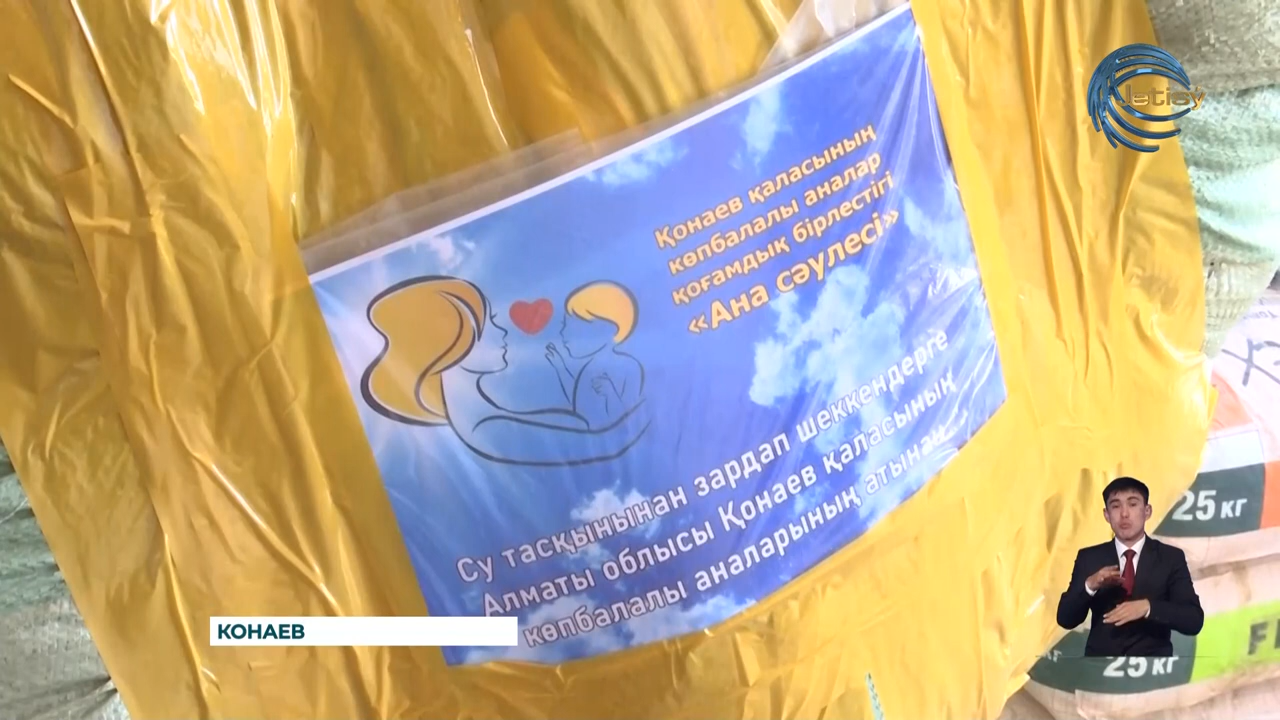 Jetisý
Қонаев қаласының
көпбалалы аналар
қоғамдық бірлестігі
«Ана сәулесі»
Су тасқынынан зардап шеккендерге
Алматы облысы Қонаев қаласының
көпбалалы аналарының атынан...
25 кг
КОНАЕВ
25 кг